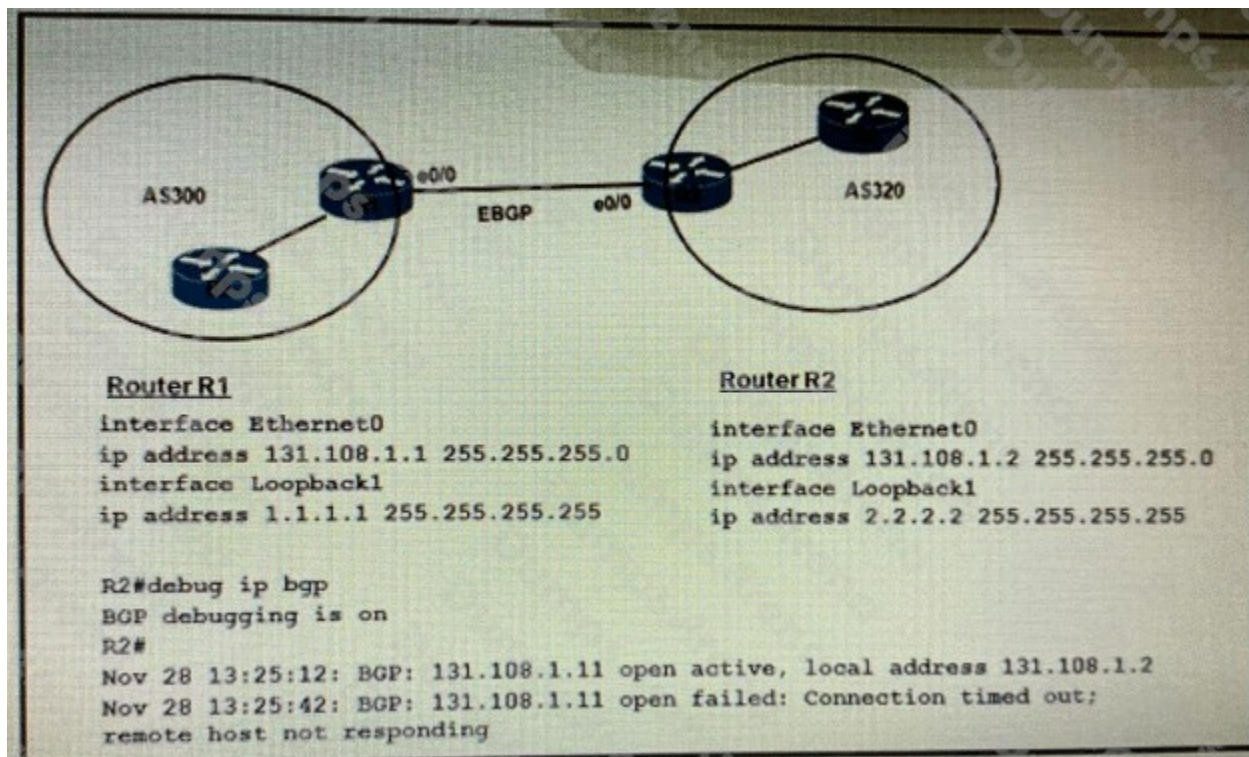 AS300
e0/0
EBGP
e0/0
AS320
Router R1
interface Ethernet0
ip address 131.108.1.1 255.255.255.0
interface Loopback1
ip address 1.1.1.1 255.255.255.255
Router R2
interface Ethernet0
ip address 131.108.1.2 255.255.255.0
interface Loopback1
ip address 2.2.2.2 255.255.255.255
R2#debug ip bgp
BGP debugging is on
R2#
Nov 28 13:25:12: BGP: 131.108.1.11 open active, local address 131.108.1.2
Nov 28 13:25:42: BGP: 131.108.1.11 open failed: Connection timed out;
remote host not responding